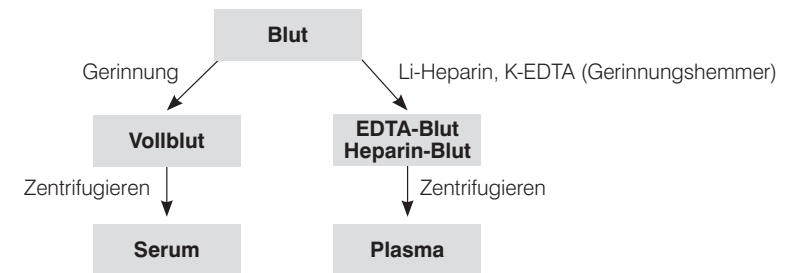 Blut
Gerinnung
Li-Heparin, K-EDTA (Gerinnungshemmer)
Vollblut
EDTA-Blut
Heparin-Blut
Zentrifugieren
Zentrifugieren
Serum
Plasma